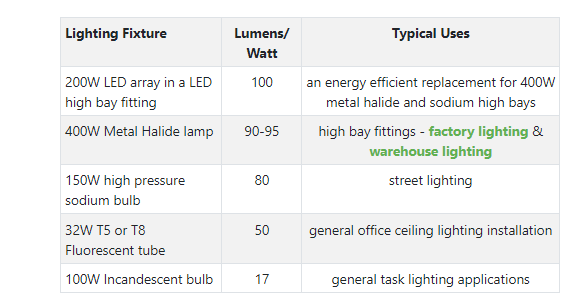 Lighting Fixture
Lumens/
Watt
Typical Uses
200W LED array in a LED
high bay fitting
100
an energy efficient replacement for 400W
metal halide and sodium high bays
400W Metal Halide lamp
90-95
high bay fittings - factory lighting &
warehouse lighting
150W high pressure
sodium bulb
80
street lighting
32W T5 or T8
Fluorescent tube
50
general office ceiling lighting installation
100W Incandescent bulb
17
general task lighting applications